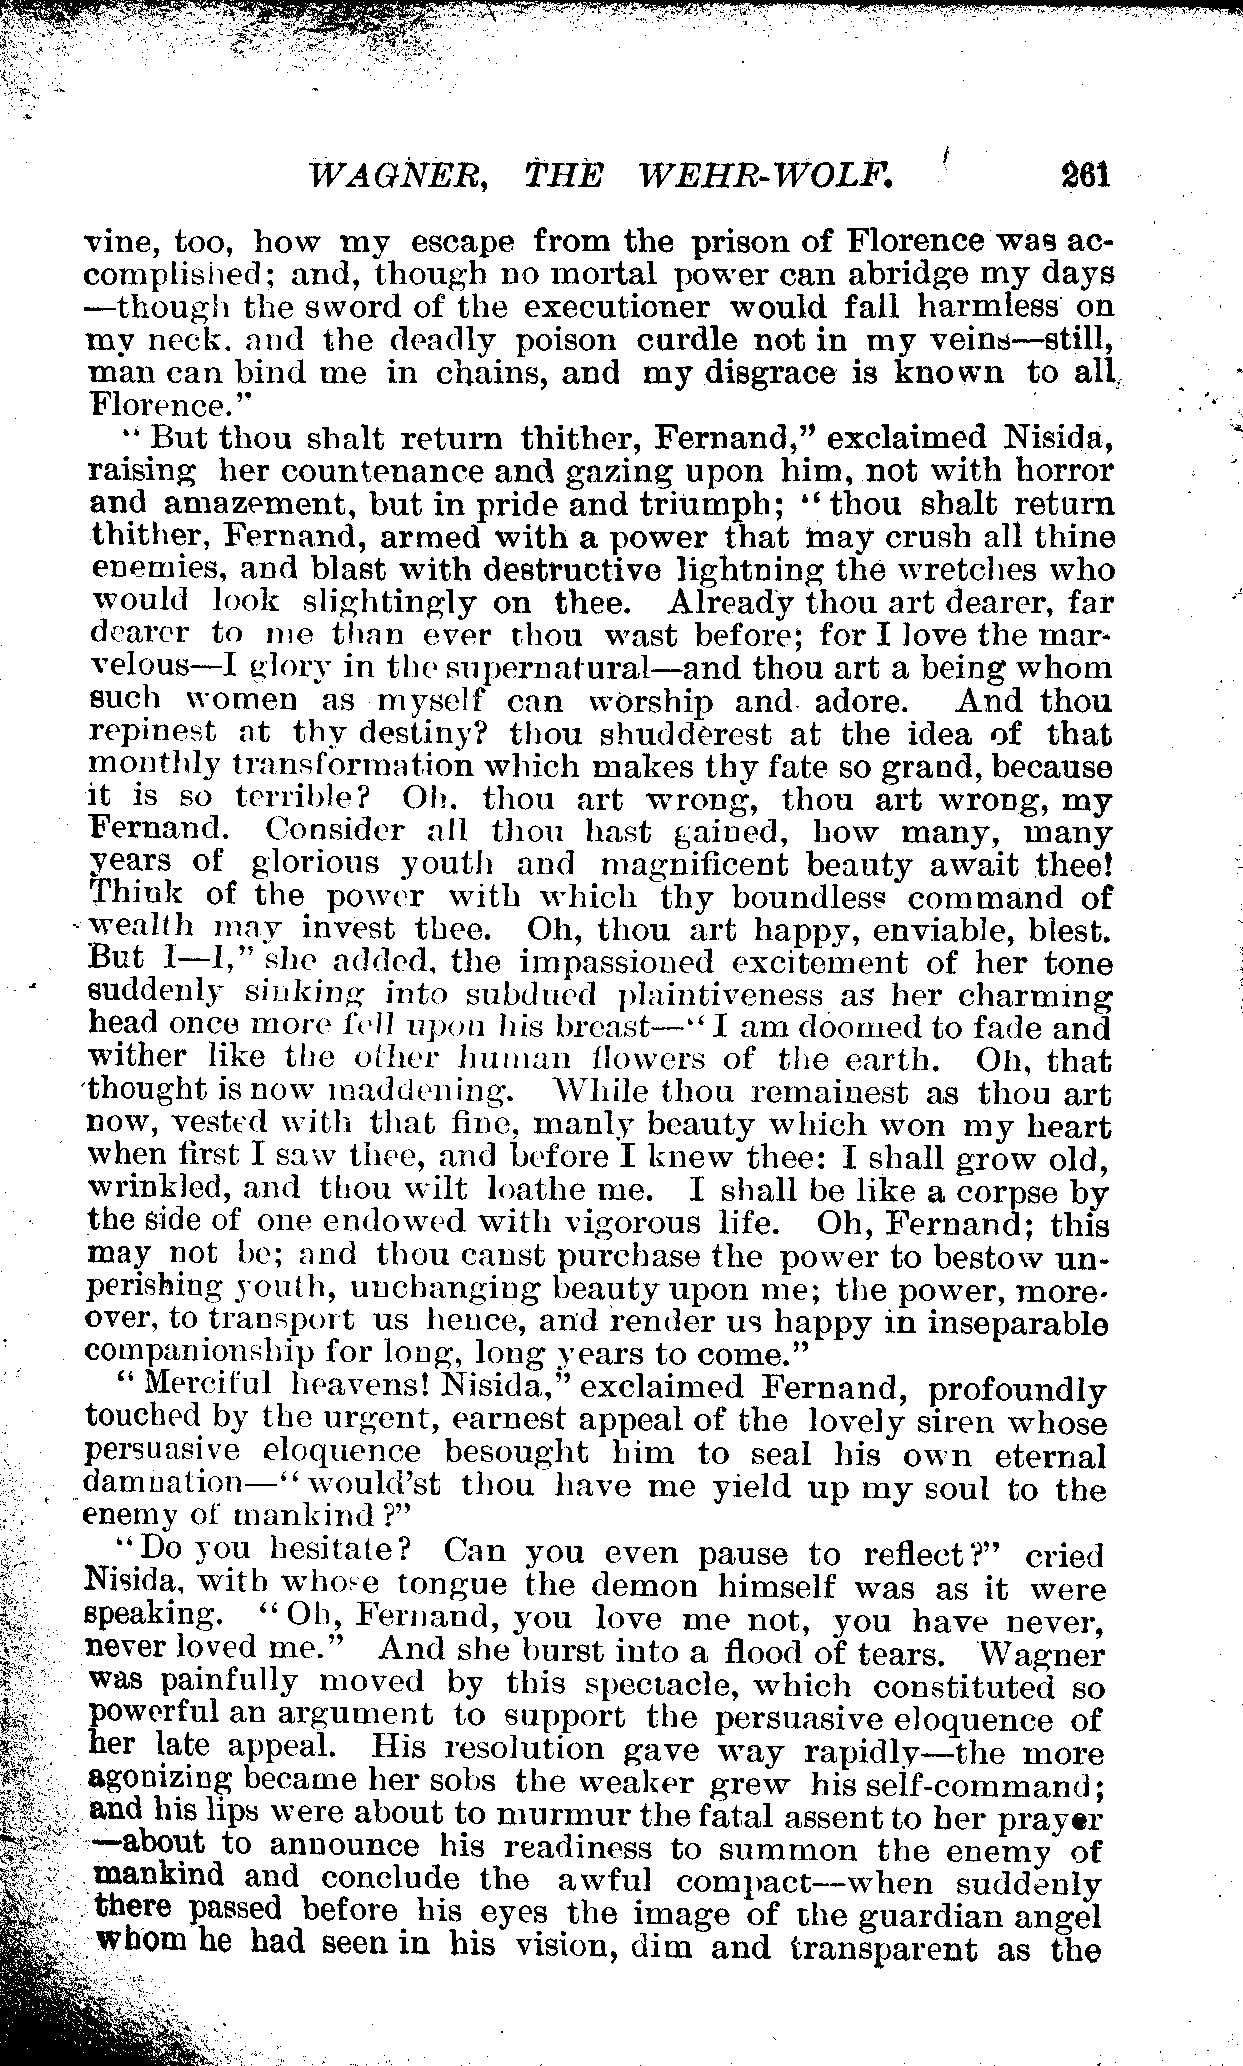 WAGNER, THE WEHR-WOLF. 261
vine, too, how my escape from the prison of Florence was ac-
complished; and, though no mortal power can abridge my days
—though the sword of the executioner would fall harmless on
my neck. and the deadly poison curdle not in my veins—still,
man can bind me in chains, and my disgrace is known to all
Florence."
"But thou shalt return thither, Fernand," exclaimed Nisida,
raising her countenance and gazing upon him, not with horror
and amazement, but in pride and triumph; "thou shalt return
thither, Fernand, armed with a power that may crush all thine
enemies, and blast with destructive lightning the wretches who
would look slightingly on thee. Already thou art dearer, far
dearer to me than ever thou wast before; for I love the mar-
velous—I glory in the supernatural—and thou art a being whom
such women as myself can worship and adore. And thou
repinest at thy destiny? thou shudderest at the idea of that
monthly transformation which makes thy fate so grand, because
it is so terrible? Oh. thou art wrong, thou art wrong, my
Fernand. Consider all thou hast gained, how many, many
years of glorious youth and magnificent beauty await thee!
Think of the power with which thy boundless command of
wealth may invest thee. Oh, thou art happy, enviable, blest.
But I—I," she added, the impassioned excitement of her tone
suddenly sinking into subdued plaintiveness as her charming
head once more fell upon his breast—"I am doomed to fade and
wither like the other human flowers of the earth. Oh, that
thought is now maddening. While thou remainest as thou art
now, vested with that fine, manly beauty which won my heart
when first I saw thee, and before I knew thee: I shall grow old,
wrinkled, and thou wilt loathe me. I shall be like a corpse by
the side of one endowed with vigorous life. Oh, Fernand; this
may not be; and thou canst purchase the power to bestow un-
perishing youth, unchanging beauty upon me; the power, more-
over, to transport us hence, and render us happy in inseparable
companionship for long, long years to come."
"Merciful heavens! Nisida," exclaimed Fernand, profoundly
touched by the urgent, earnest appeal of the lovely siren whose
persuasive eloquence besought him to seal his own eternal
damnation—"would'st thou have me yield up my soul to the
enemy of mankind?"
"Do you hesitate? Can you even pause to reflect?" cried
Nisida, with whose tongue the demon himself was as it were
speaking. "Oh, Fernand, you love me not, you have never,
never loved me." And she burst into a flood of tears. Wagner
was painfully moved by this spectacle, which constituted so
powerful an argument to support the persuasive eloquence of
her late appeal. His resolution gave way rapidly—the more
agonizing became her sobs the weaker grew his self-command;
and his lips were about to murmur the fatal assent to her prayer
—about to announce his readiness to summon the enemy of
mankind and conclude the awful compact—when suddenly
there passed before his eyes the image of the guardian angel
whom he had seen in his vision, dim and transparent as the